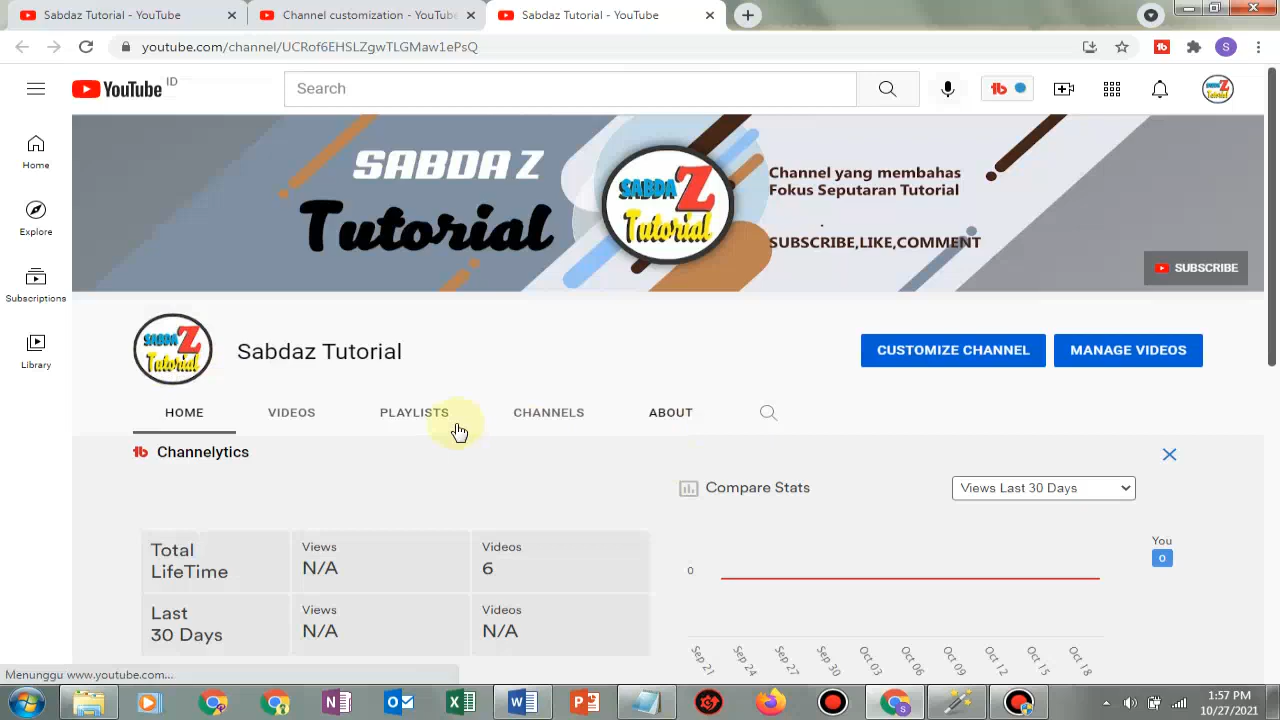 Sabdaz Tutorial - YouTube
Channel customization - YouTube
Sabdaz Tutorial - YouTube
youtube.com/channel/UCRof6EHSLZgwTLGMaw1ePsQ
S
YouTube ID
Search
Home
Explore
Subscriptions
Library
SABDA Z
Tutorial
SABDA Z
Tutorial
Channel yang membahas
Fokus Seputaran Tutorial
.
SUBSCRIBE,LIKE,COMMENT
SUBSCRIBE
SABDA Z
Tutorial
Sabdaz Tutorial
CUSTOMIZE CHANNEL
MANAGE VIDEOS
HOME
VIDEOS
PLAYLISTS
CHANNELS
ABOUT
Channelytics
Compare Stats
Views Last 30 Days
Total
LifeTime
Views
N/A
Videos
6
Last
30 Days
Views
N/A
Videos
N/A
You
0
0
Sep 21
Sep 24
Sep 27
Sep 30
Oct 03
Oct 06
Oct 09
Oct 12
Oct 15
Oct 18
Menunggu www.youtube.com...
1:57 PM
10/27/2021